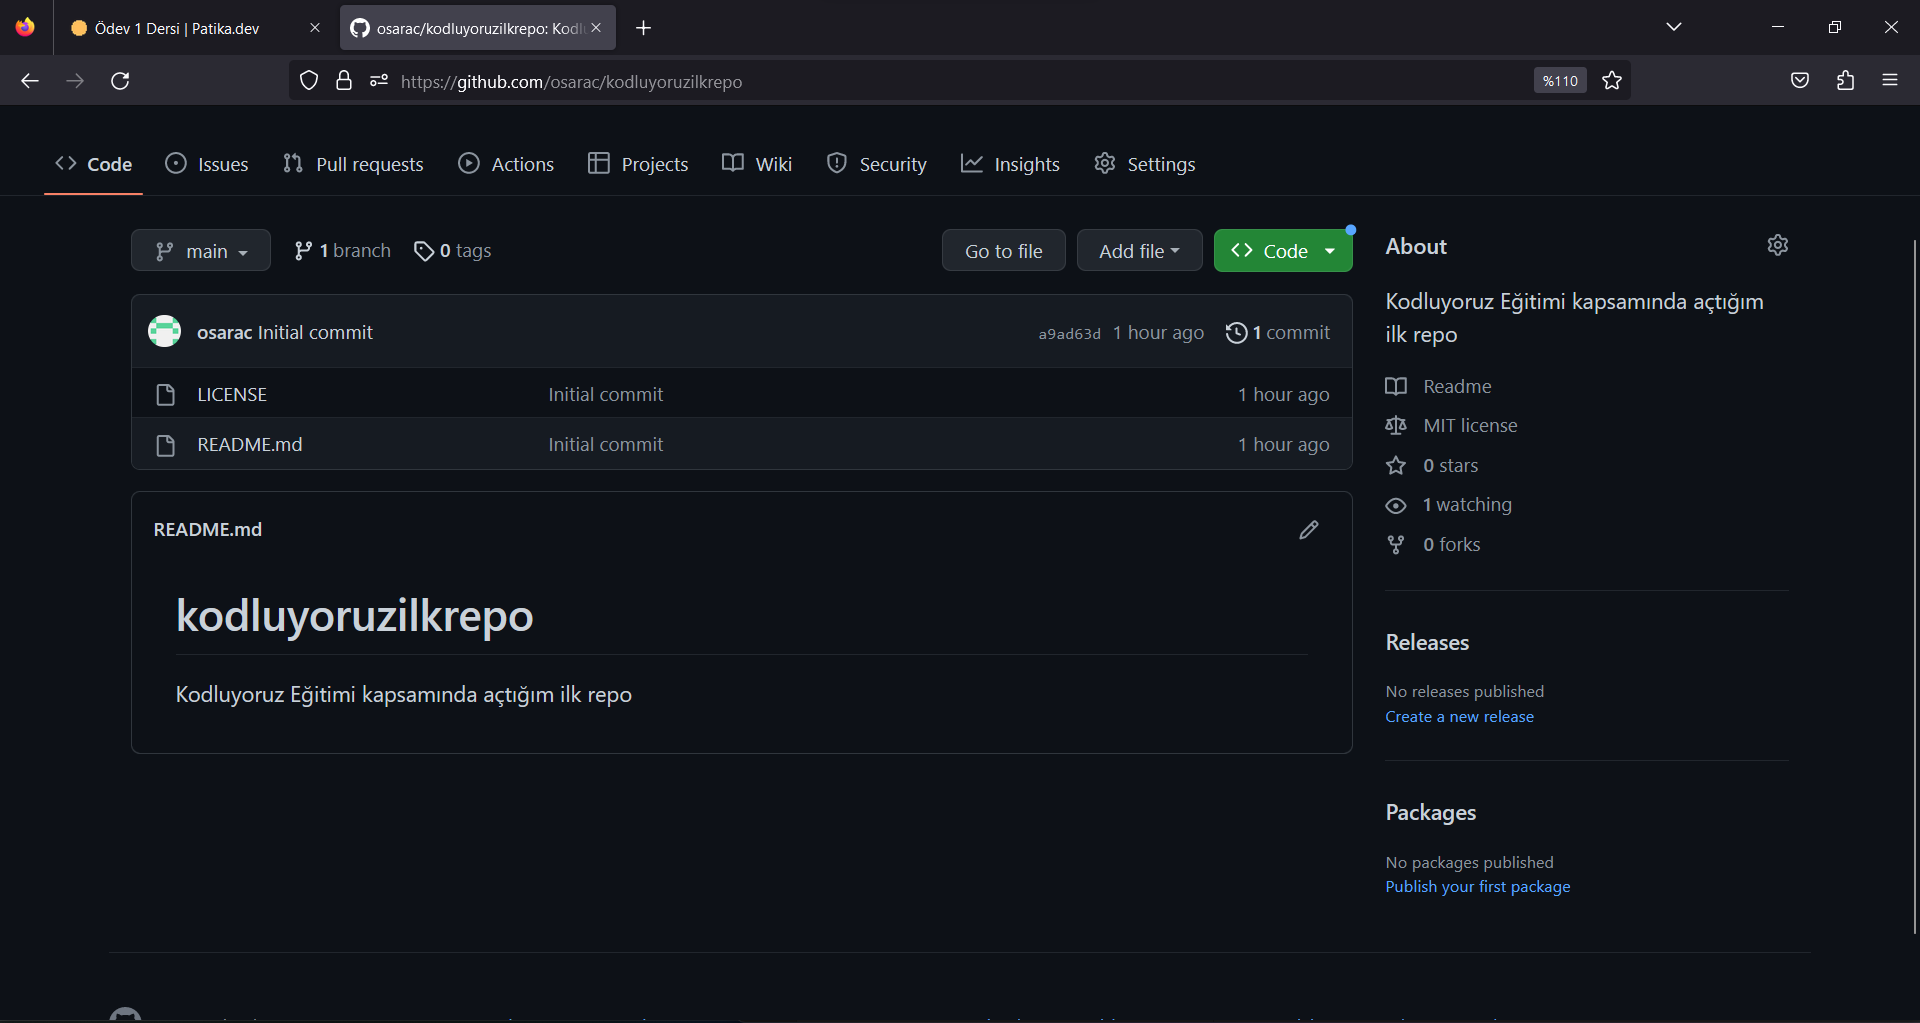 Ödev 1 Dersi | Patika.dev
osarac/kodluyoruzilkrepo: Kodl
https://github.com/osarac/kodluyoruzilkrepo
%110
Code
Issues
Pull requests
Actions
Projects
Wiki
Security
Insights
Settings
main
1 branch
0 tags
Go to file
Add file
Code
osarac Initial commit
a9ad63d 1 hour ago
1 commit
LICENSE
Initial commit
1 hour ago
README.md
Initial commit
1 hour ago
README.md
kodluyoruzilkrepo
Kodluyoruz Eğitimi kapsamında açtığım ilk repo
About
Kodluyoruz Eğitimi kapsamında açtığım
ilk repo
Readme
MIT license
0 stars
1 watching
0 forks
Releases
No releases published
Create a new release
Packages
No packages published
Publish your first package